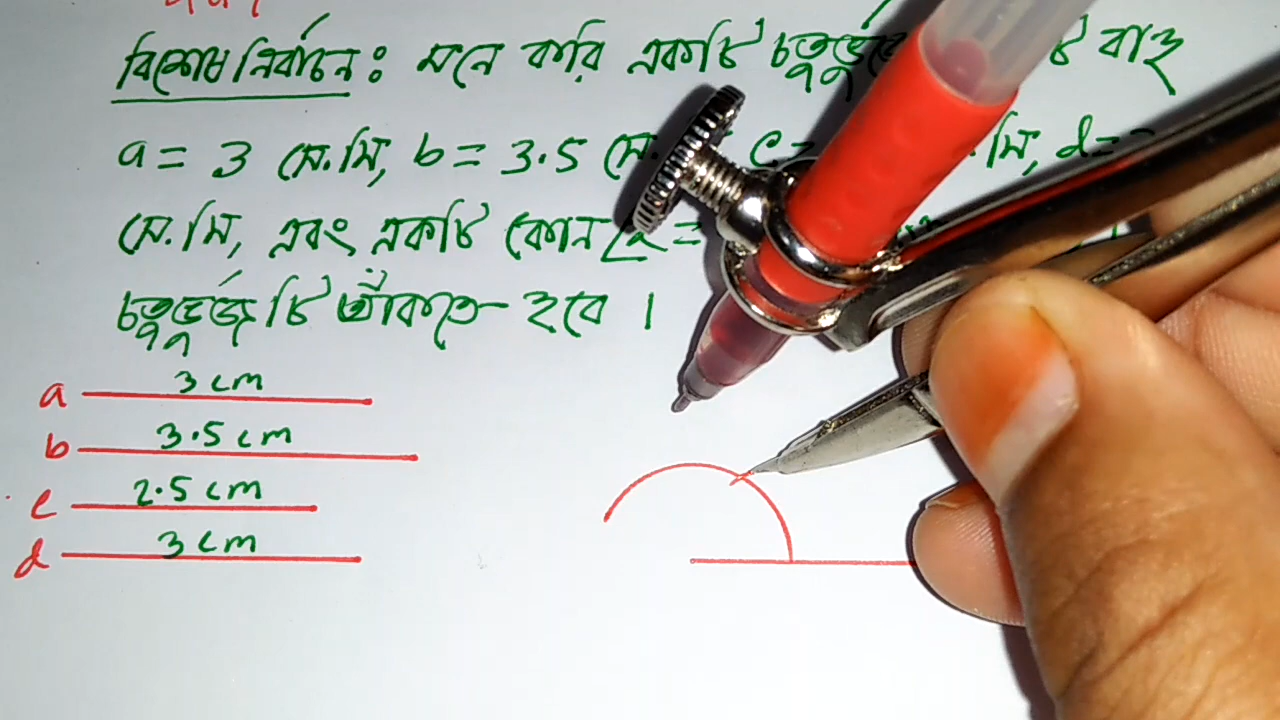 বিশেষ নির্বচন : মনে করি একটি বাহু
a = 3 সে.মি, b = 3.5 সে. c = মি, d =
সে.মি, এবং একটি কোন =
চতুর্ভুজটি আঁকতে হবে ।
a 3 cm
b 3.5 cm
c 2.5 cm
d 3 cm